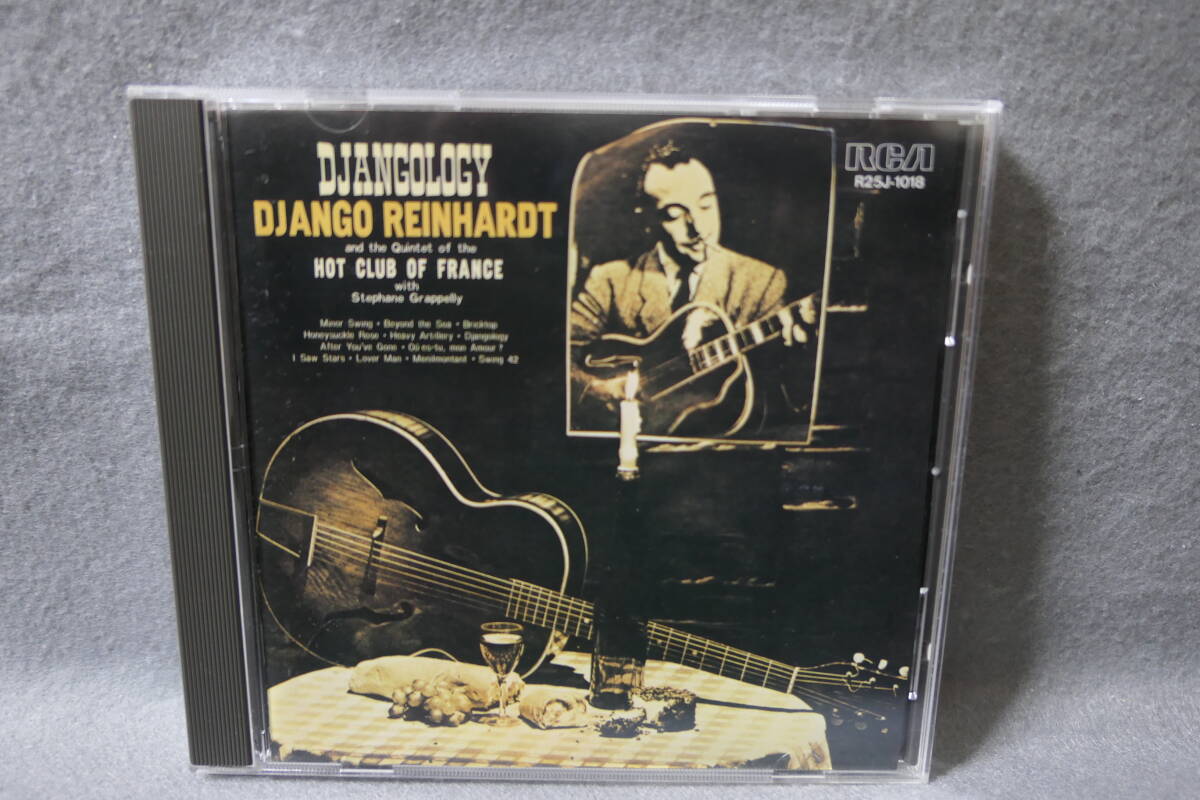 DJANGOLOGY
DJANGO REINHARDT
and the Quintet of the
HOT CLUB OF FRANCE
with
Stephane Grappelly
Minor Swing • Beyond the Sea • Bricktop
Honeysuckle Rose • Heavy Artillery • Djangology
After You've Gone • Où es-tu, mon Amour?
I Saw Stars • Lover Man • Menilmontant • Swing 42
RCA
R25J-1018